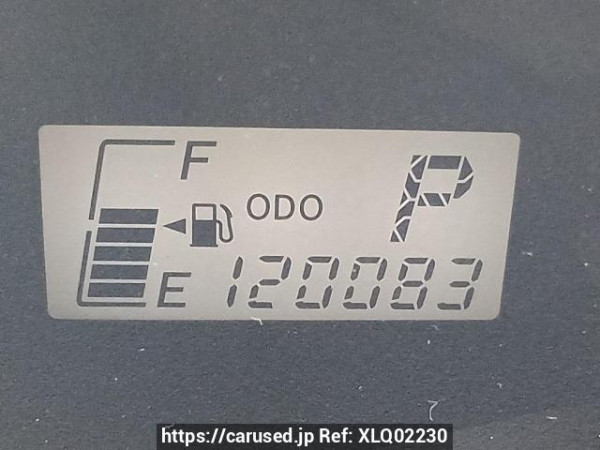 F
P
ODO
E 120083
https://carused.jp Ref: XLQ02230